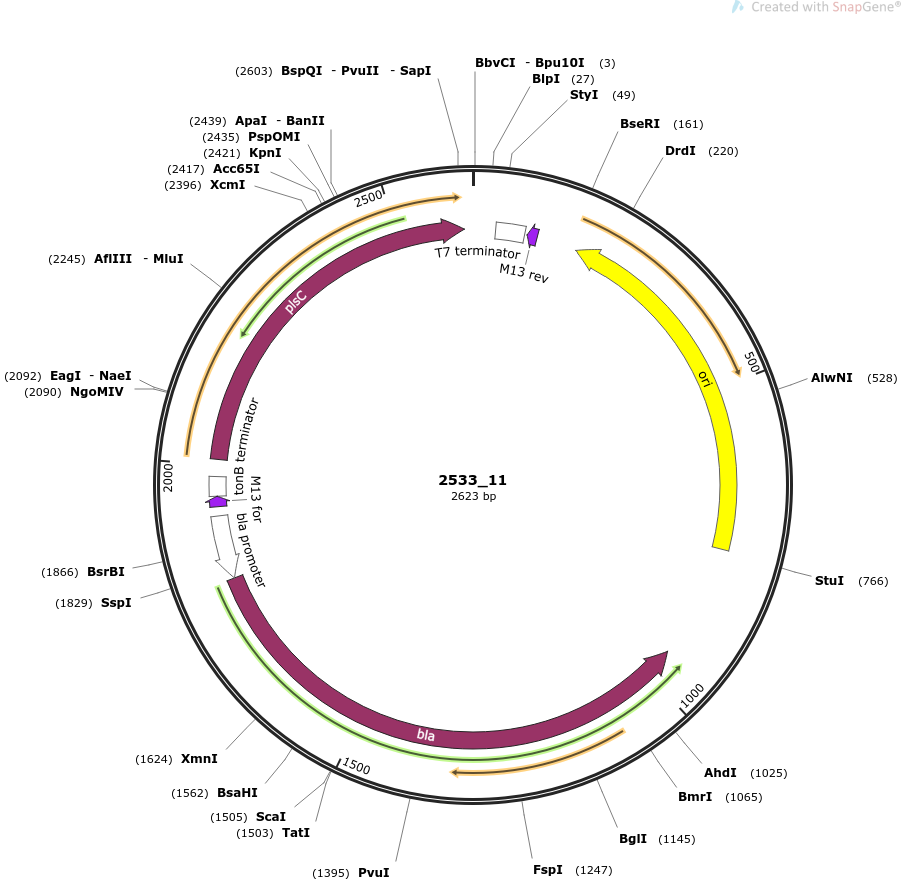 Created with SnapGene®
(2603) BspQI - PvuII - SapI
BbvCI - Bpu10I (3)
BlpI (27)
StyI (49)
BseRI (161)
DrdI (220)
(2439) ApaI - BanII
(2435) PspOMI
(2421) KpnI
(2417) Acc65I
(2396) XcmI
2500
T7 terminator
M13 rev
(2245) AflIII - MluI
plsC
500
ori
AlwNI (528)
(2092) EagI - NaeI
(2090) NgoMIV
2000
tonB terminator
M13 for
bla promoter
2533_11
2623 bp
(1866) BsrBI
(1829) SspI
StuI (766)
1000
bla
1500
(1624) XmnI
(1562) BsaHI
(1505) ScaI
(1503) TatI
(1395) PvuI
AhdI (1025)
BmrI (1065)
BglI (1145)
FspI (1247)